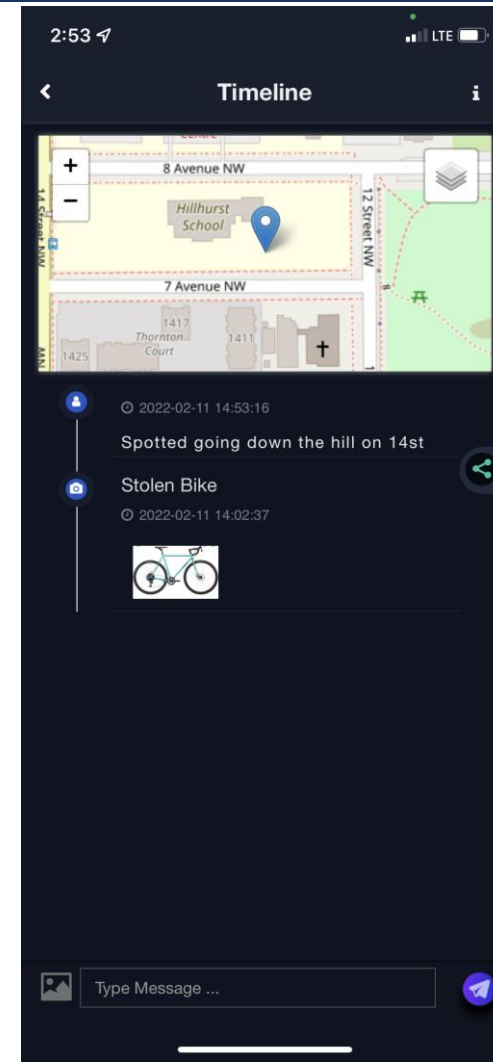 2:53
LTE
Timeline
8 Avenue NW
14 Street NW
Hillhurst
School
12 Street NW
7 Avenue NW
1417
Thornton
Court
1411
1425
NW
2022-02-11 14:53:16
Spotted going down the hill on 14st
Stolen Bike
2022-02-11 14:02:37
Type Message ...